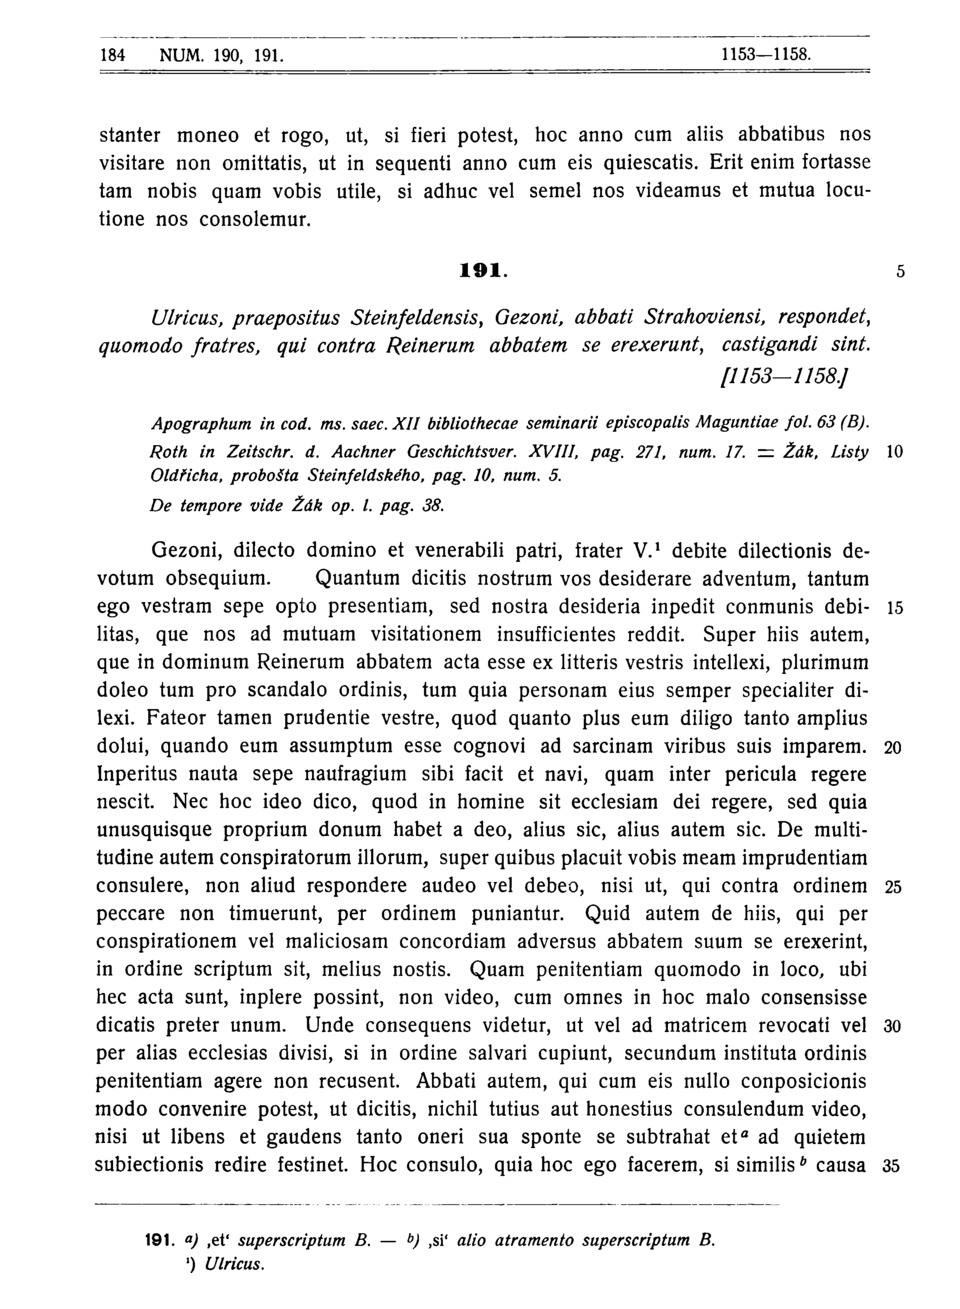 184 NUM. 190, 191. 1153—1158.
stanter moneo et rogo, ut, si fieri potest, hoc anno cum aliis abbatibus nos
visitare non omittatis, ut in sequenti anno cum eis quiescatis. Erit enim fortasse
tam nobis quam vobis utile, si adhuc vel semel nos videamus et mutua locu-
tione nos consolemur.
191. 5
Ulricus, praepositus Steinfeldensis, Gezoni, abbati Strahoviensi, respondet,
quomodo fratres, qui contra Reinerum abbatem se erexerunt, castigandi sint.
[1153—1158.]
Apographum in cod. ms. saec. XII bibliothecae seminarii episcopalis Maguntiae fol. 63 (B).
Roth in Zeitschr. d. Aachner Geschichtsver. XVIII, pag. 271, num. 17. = Žák, Listy 10
Oldřicha, probošta Steinfeldského, pag. 10, num. 5.
De tempore vide Žák op. l. pag. 38.
Gezoni, dilecto domino et venerabili patri, frater V.¹ debite dilectionis de-
votum obsequium. Quantum dicitis nostrum vos desiderare adventum, tantum
ego vestram sepe opto presentiam, sed nostra desideria inpedit conmunis debi- 15
litas, que nos ad mutuam visitationem insufficientes reddit. Super hiis autem,
que in dominum Reinerum abbatem acta esse ex litteris vestris intellexi, plurimum
doleo tum pro scandalo ordinis, tum quia personam eius semper specialiter di-
lexi. Fateor tamen prudentie vestre, quod quanto plus eum diligo tanto amplius
dolui, quando eum assumptum esse cognovi ad sarcinam viribus suis imparem. 20
Inperitus nauta sepe naufragium sibi facit et navi, quam inter pericula regere
nescit. Nec hoc ideo dico, quod in homine sit ecclesiam dei regere, sed quia
unusquisque proprium donum habet a deo, alius sic, alius autem sic. De multi-
tudine autem conspiratorum illorum, super quibus placuit vobis meam imprudentiam
consulere, non aliud respondere audeo vel debeo, nisi ut, qui contra ordinem 25
peccare non timuerunt, per ordinem puniantur. Quid autem de hiis, qui per
conspirationem vel maliciosam concordiam adversus abbatem suum se erexerint,
in ordine scriptum sit, melius nostis. Quam penitentiam quomodo in loco, ubi
hec acta sunt, inplere possint, non video, cum omnes in hoc malo consensisse
dicatis preter unum. Unde consequens videtur, ut vel ad matricem revocati vel 30
per alias ecclesias divisi, si in ordine salvari cupiunt, secundum instituta ordinis
penitentiam agere non recusent. Abbati autem, qui cum eis nullo conposicionis
modo convenire potest, ut dicitis, nichil tutius aut honestius consulendum video,
nisi ut libens et gaudens tanto oneri sua sponte se subtrahat etᵃ ad quietem
subiectionis redire festinet. Hoc consulo, quia hoc ego facerem, si similisᵇ causa 35
191. a) ‚et‘ superscriptum B. — b) ‚si‘ alio atramento superscriptum B.
¹) Ulricus.